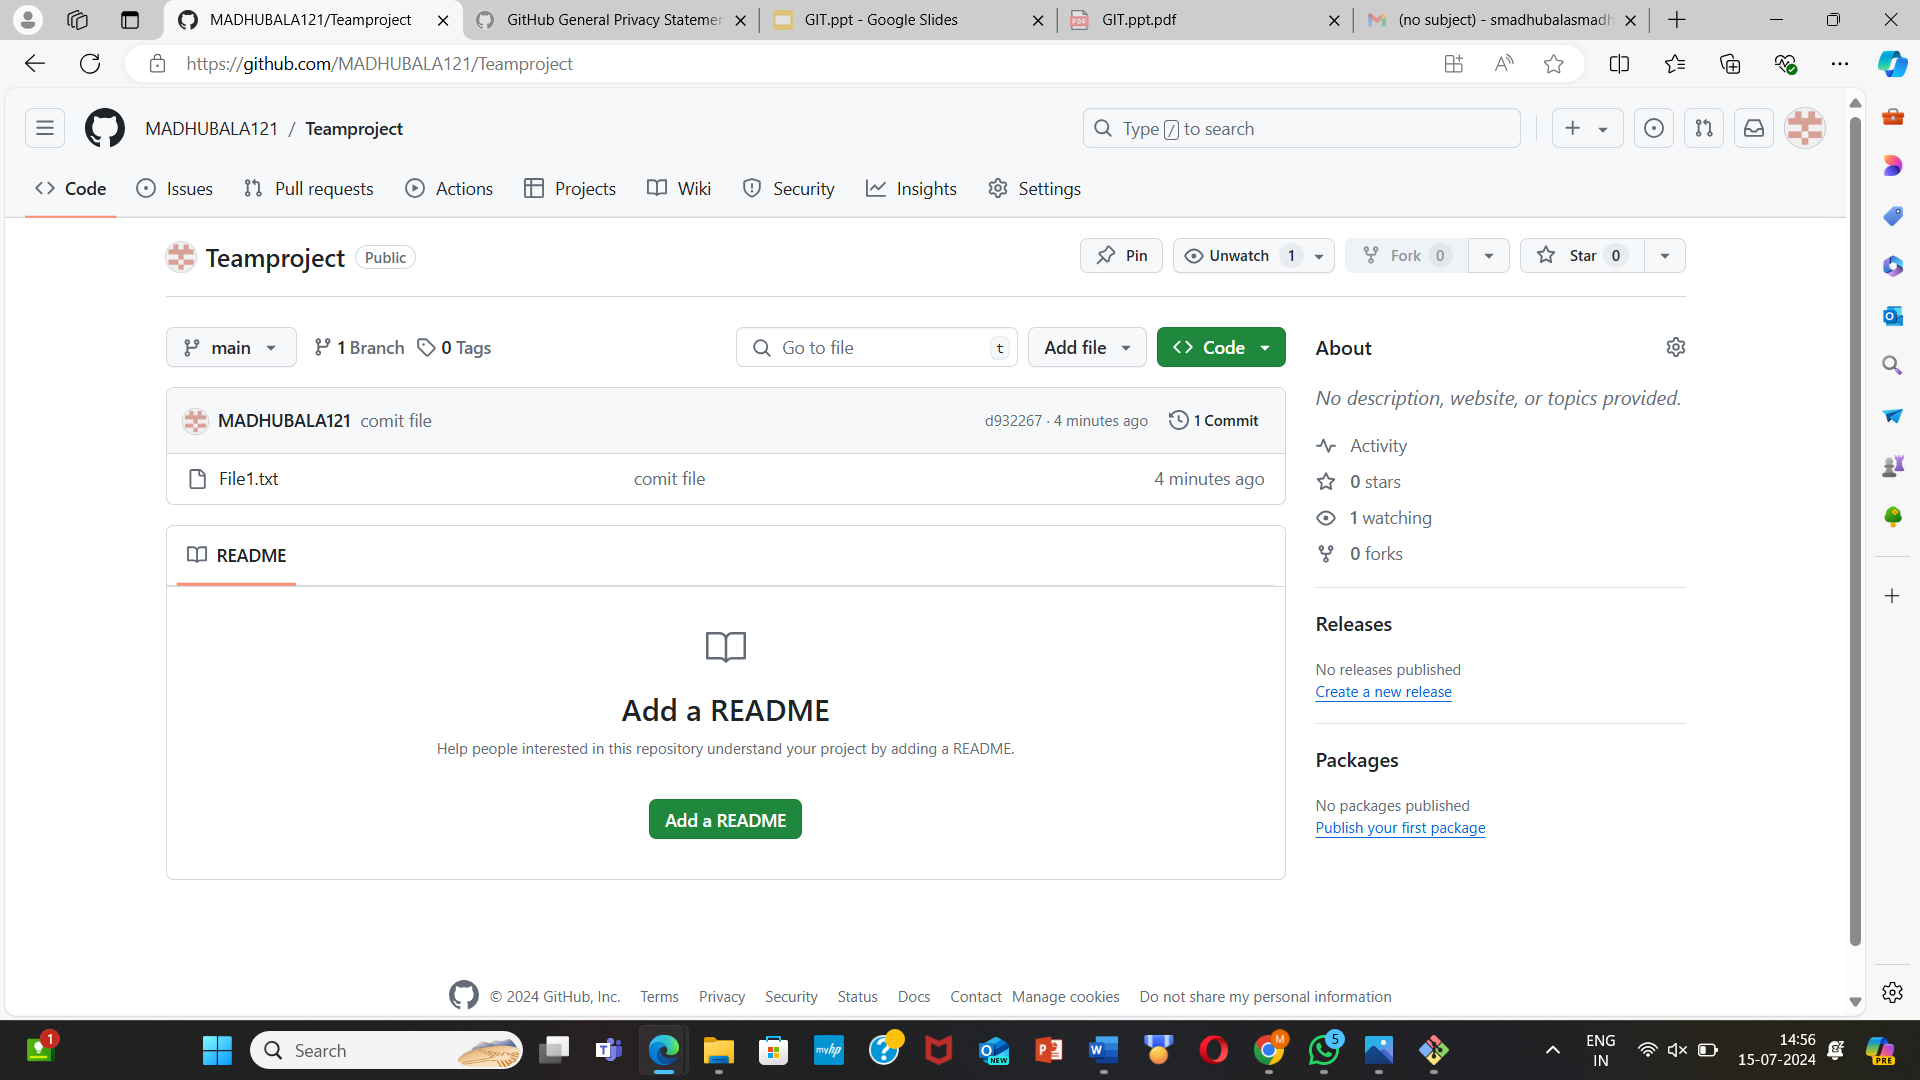 MADHUBALA121/Teamproject
GitHub General Privacy Statemen
GIT.ppt - Google Slides
GIT.ppt.pdf
(no subject) - smadhubalasmadh
https://github.com/MADHUBALA121/Teamproject
MADHUBALA121 / Teamproject
Type / to search
Code
Issues
Pull requests
Actions
Projects
Wiki
Security
Insights
Settings
Teamproject Public
Pin
Unwatch 1
Fork 0
Star 0
main
1 Branch
0 Tags
Go to file t
Add file
Code
MADHUBALA121 comit file
d932267 · 4 minutes ago
1 Commit
File1.txt
comit file
4 minutes ago
README
Add a README
Help people interested in this repository understand your project by adding a README.
Add a README
About
No description, website, or topics provided.
Activity
0 stars
1 watching
0 forks
Releases
No releases published
Create a new release
Packages
No packages published
Publish your first package
© 2024 GitHub, Inc.
Terms
Privacy
Security
Status
Docs
Contact
Manage cookies
Do not share my personal information
1
Search
myhp
NEW
M
5
ENG
IN
14:56
15-07-2024
PRE